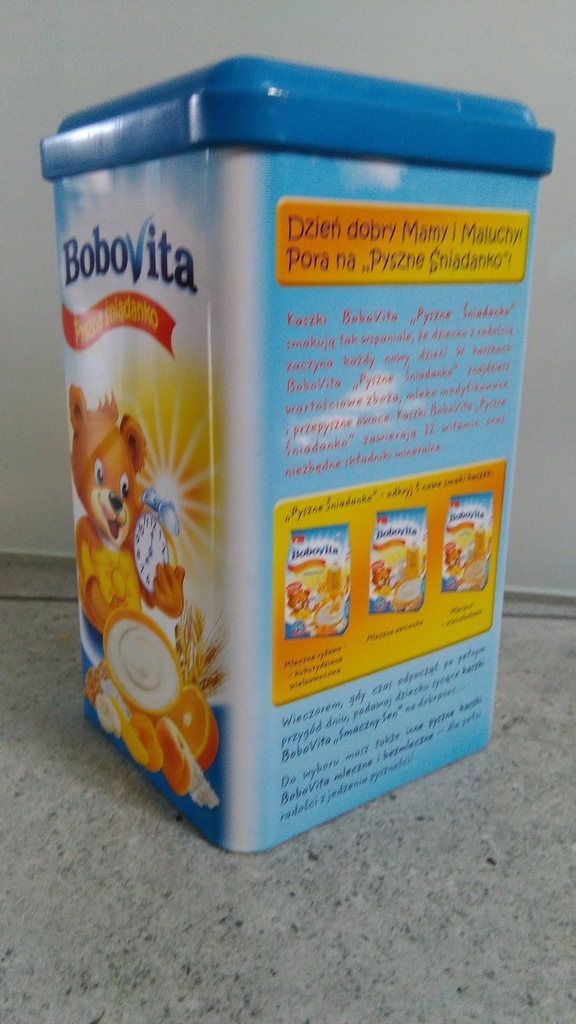 BoboVita
Pyszne śniadanko
Dzień dobry Mamy i Maluchy!
Pora na „Pyszne Śniadanko"!
Kaszki BoboVita „Pyszne Śniadanko"
smakują tak wspaniale, że dziecko z radością
zaczyna każdy nowy dzień! W kaszkach
BoboVita „Pyszne Śniadanko" znajdziesz
wartościowe zboża, mleko modyfikowane
i przepyszne owoce. Kaszki BoboVita „Pyszne
Śniadanko" zawierają 12 witamin oraz
niezbędne składniki mineralne.
„Pyszne Śniadanko" - odkryj 3 nowe smaki kaszek:
BoboVita
BoboVita
BoboVita
Mleczna ryżowo -
- kukurydziana
wieloowocowa
Mleczna owsianka
Mleczna
- wielozbożowa
Wieczorem, gdy czas odpocząć po pełnym
przygód dniu, podawaj dziecku sycące kaszki
BoboVita „Smaczny Sen" na dobranoc...
Do wyboru masz także inne pyszne kaszki
BoboVita mleczne i bezmleczne – dla pełni
radości z jedzenia pyszności!